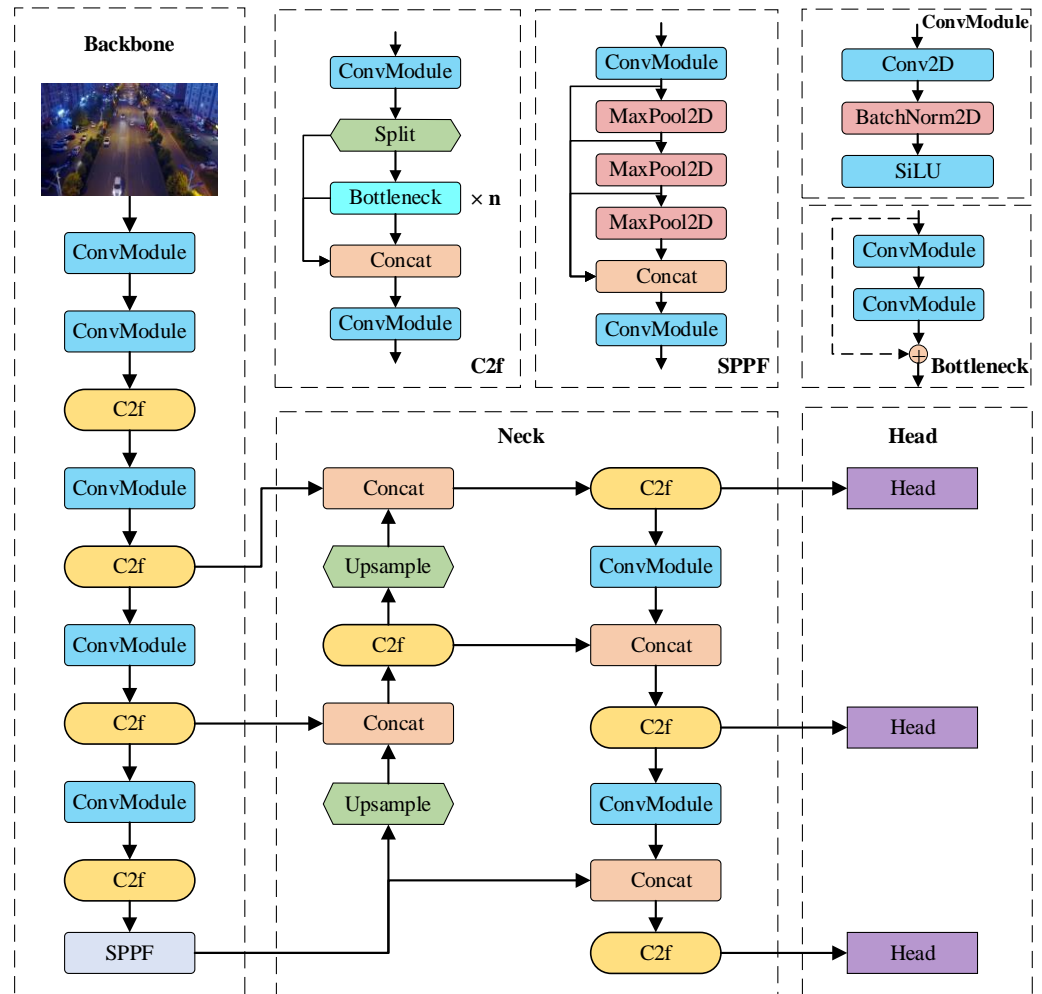 Backbone
ConvModule
ConvModule
C2f
ConvModule
C2f
ConvModule
C2f
ConvModule
C2f
SPPF
ConvModule
Split
Bottleneck
× n
Concat
ConvModule
C2f
ConvModule
MaxPool2D
MaxPool2D
MaxPool2D
Concat
ConvModule
SPPF
ConvModule
Conv2D
BatchNorm2D
SiLU
ConvModule
ConvModule
+
Bottleneck
Neck
Concat
Upsample
C2f
Concat
Upsample
C2f
ConvModule
Concat
C2f
ConvModule
Concat
C2f
Head
Head
Head
Head